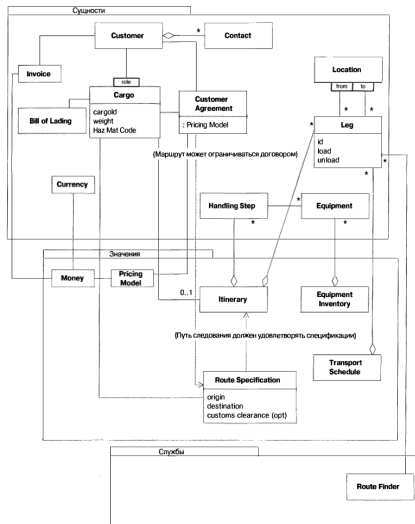 Сущности
Customer
*
Contact
Invoice
Location
role
from
to
Cargo
cargoId
weight
Haz Mat Code
Customer
Agreement
: Pricing Model
Bill of Lading
*
*
*
Leg
id
load
unload
*
*
(Маршрут может ограничиваться договором)
Currency
Handling Step
*
Equipment
*
*
Значения
Money
Pricing
Model
0..1
Itinerary
Equipment
Inventory
(Путь следования должен удовлетворять спецификации)
Transport
Schedule
Route Specification
origin
destination
customs clearance (opt)
Службы
Route Finder